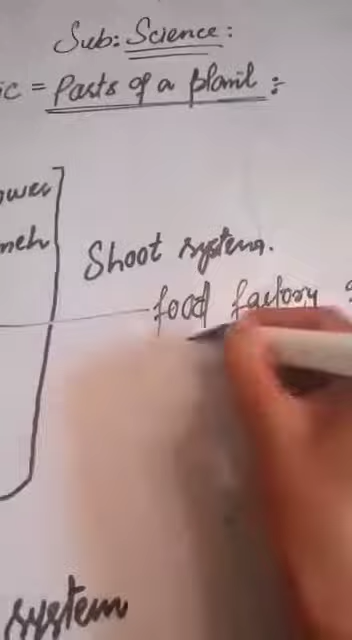 Sub: Science:
= Parts of a plant :-
Shoot system.
food factory
system